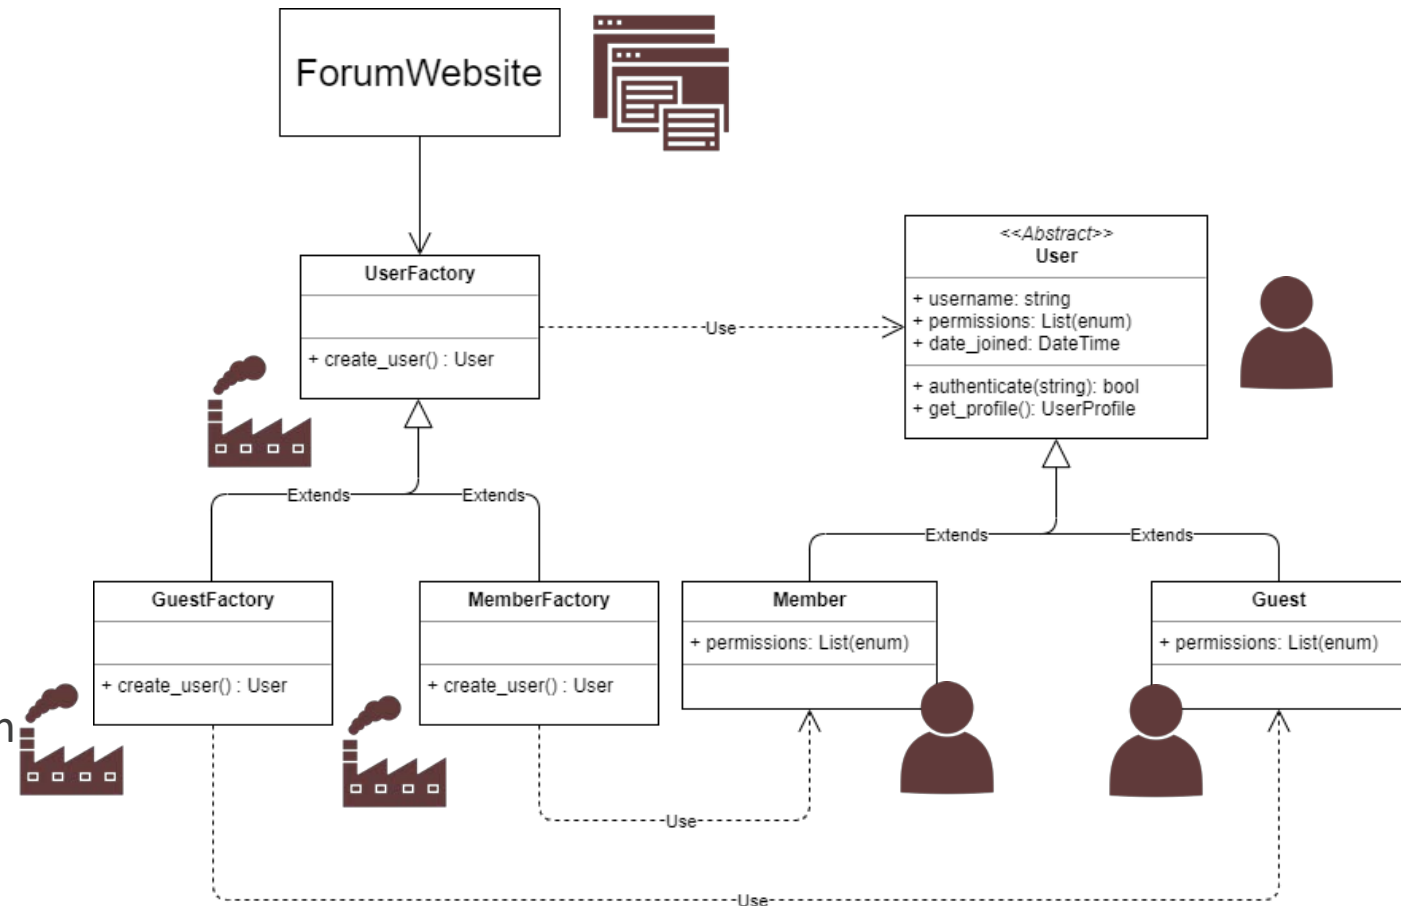 ForumWebsite
<<Abstract>>
User
+ username: string
+ permissions: List(enum)
+ date_joined: DateTime
+ authenticate(string): bool
+ get_profile(): UserProfile
UserFactory
+ create_user() : User
Use
Extends
Extends
Extends
Extends
GuestFactory
+ create_user() : User
MemberFactory
+ create_user() : User
Member
+ permissions: List(enum)
Guest
+ permissions: List(enum)
n
Use
Use